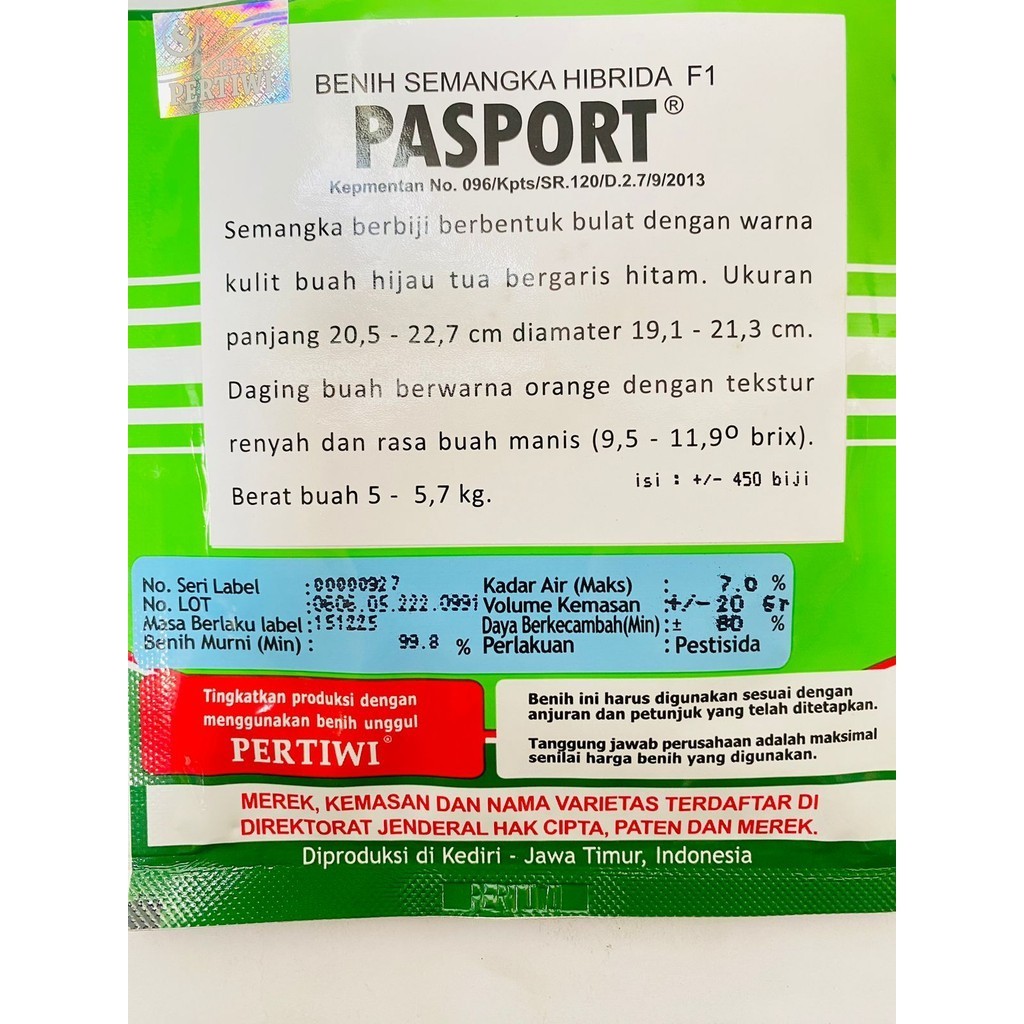 PERTIWI
BENIH SEMANGKA HIBRIDA F1
PASPORT®
Kepmentan No. 096/Kpts/SR.120/D.2.7/9/2013
Semangka berbiji berbentuk bulat dengan warna
kulit buah hijau tua bergaris hitam. Ukuran
panjang 20,5 - 22,7 cm diamater 19,1 - 21,3 cm.
Daging buah berwarna orange dengan tekstur
renyah dan rasa buah manis (9,5 - 11,9º brix).
Berat buah 5 - 5,7 kg.
isi : +/- 450 biji
No. Seri Label : 00000927
No. LOT :
Masa Berlaku label : 151225
Benih Murni (Min) : 99.8 %
Kadar Air (Maks) : 7.0 %
Volume Kemasan : +/- 20 Gr
Daya Berkecambah(Min) : ± 80 %
Perlakuan : Pestisida
Tingkatkan produksi dengan
menggunakan benih unggul
PERTIWI®
Benih ini harus digunakan sesuai dengan
anjuran dan petunjuk yang telah ditetapkan.
Tanggung jawab perusahaan adalah maksimal
senilai harga benih yang digunakan.
MEREK, KEMASAN DAN NAMA VARIETAS TERDAFTAR DI
DIREKTORAT JENDERAL HAK CIPTA, PATEN DAN MEREK.
Diproduksi di Kediri - Jawa Timur, Indonesia
PERTIWI